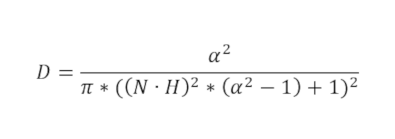 D = α² / (π * ((N · H)² * (α² − 1) + 1)²)